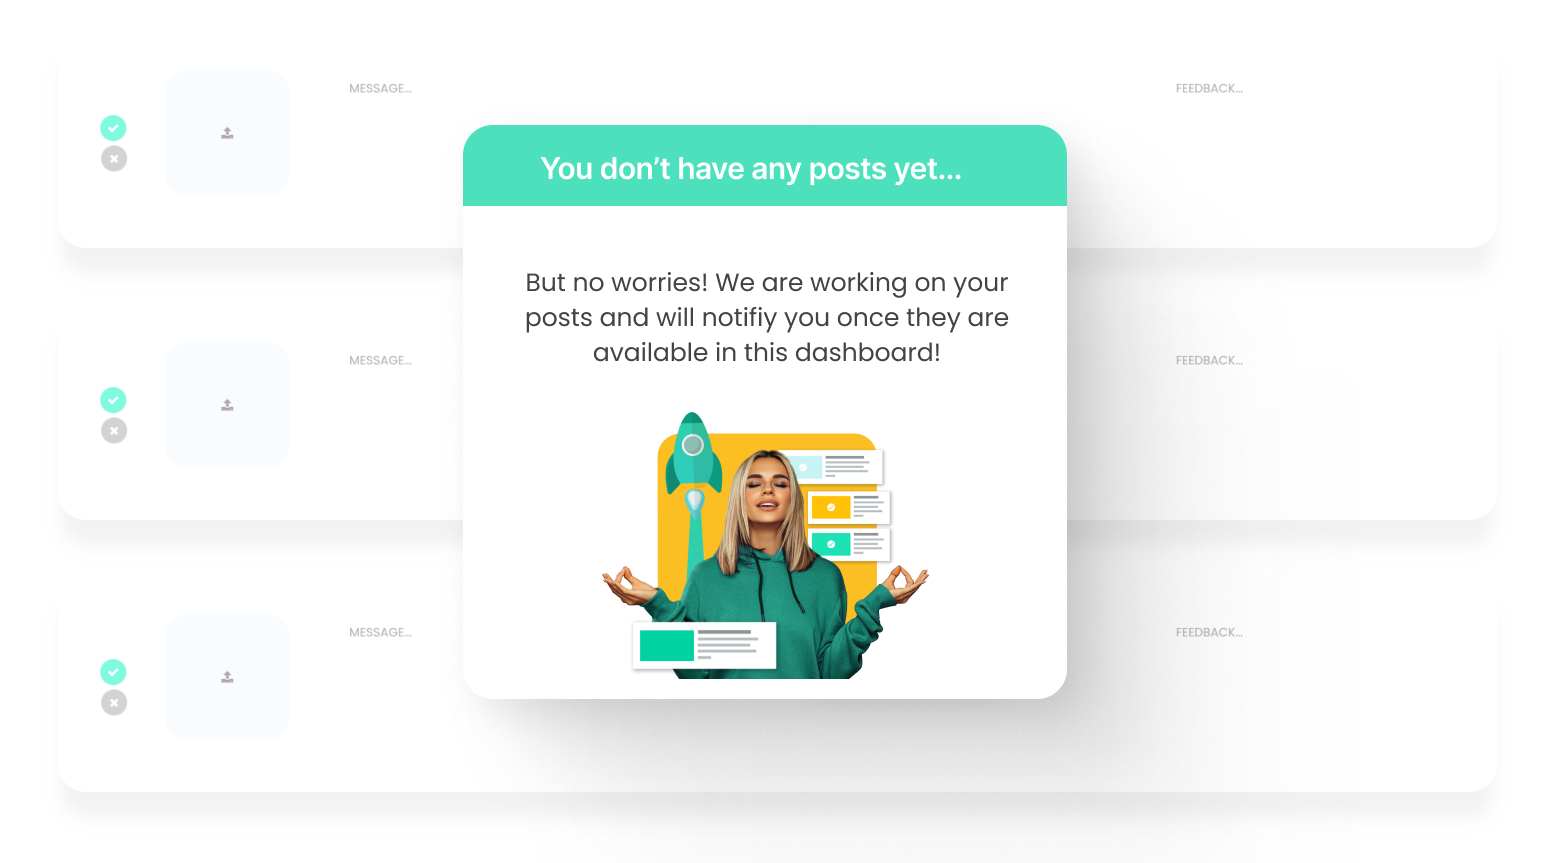 MESSAGE...
FEEDBACK...
You don’t have any posts yet...
But no worries! We are working on your
posts and will notifiy you once they are
available in this dashboard!
MESSAGE...
FEEDBACK...
MESSAGE...
FEEDBACK...